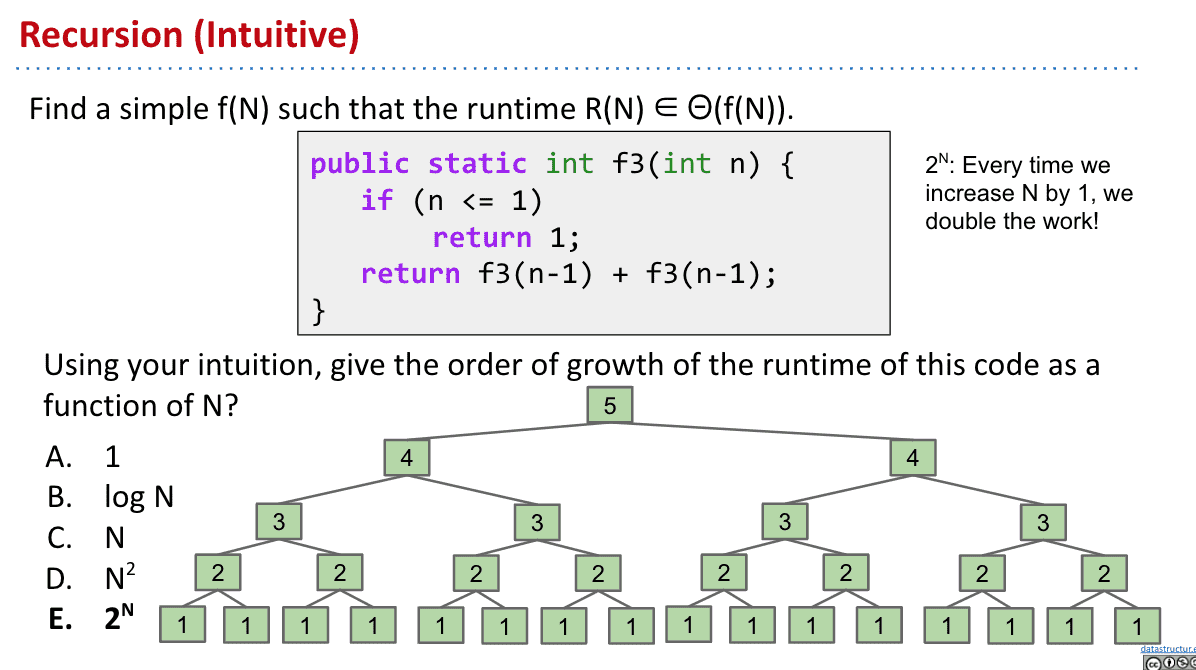 Recursion (Intuitive)
Find a simple f(N) such that the runtime R(N) ∈ Θ(f(N)).
public static int f3(int n) {
if (n <= 1)
return 1;
return f3(n-1) + f3(n-1);
}
2ᴺ: Every time we
increase N by 1, we
double the work!
Using your intuition, give the order of growth of the runtime of this code as a
function of N?
A. 1
B. log N
C. N
D. N²
E. 2ᴺ
5
4 4
3 3 3 3
2 2 2 2 2 2 2 2
1 1 1 1 1 1 1 1 1 1 1 1 1 1 1 1
datastructur.e
cc